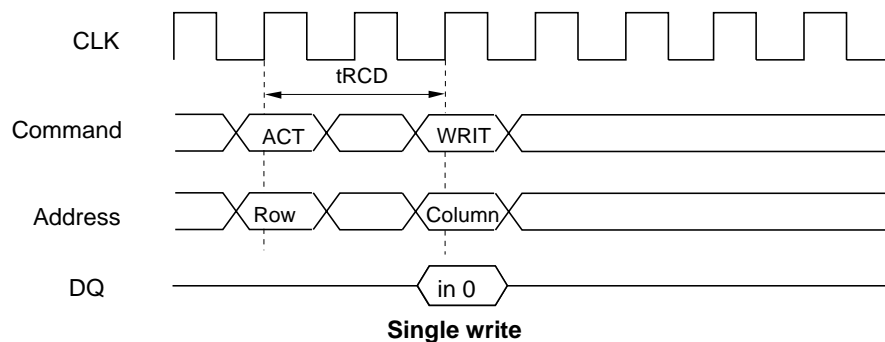 CLK
tRCD
Command ACT WRIT
Address Row Column
DQ in 0
Single write